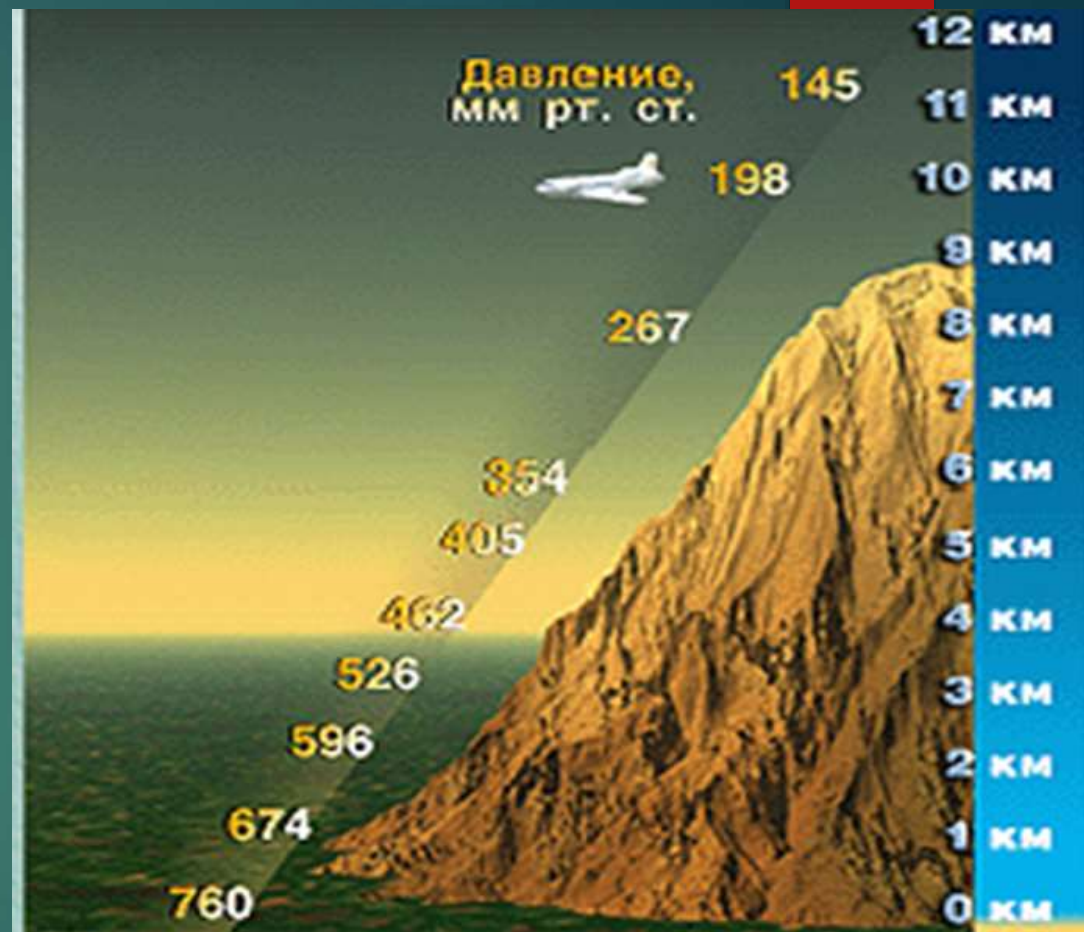 12 км
Давление,
мм рт. ст.
145
11 км
198
10 км
9 км
267
8 км
7 км
354
6 км
405
5 км
462
4 км
526
3 км
596
2 км
674
1 км
760
0 км